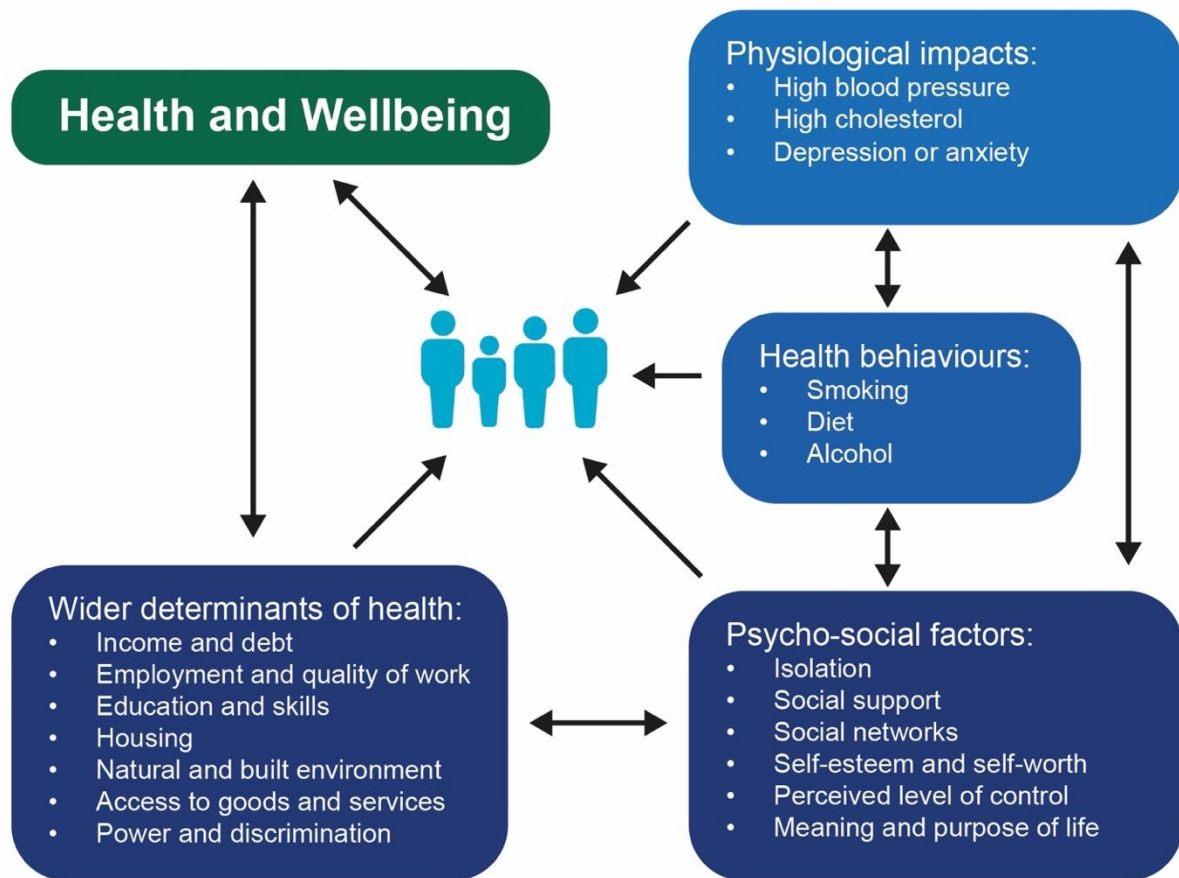 Health and Wellbeing
Physiological impacts:
• High blood pressure
• High cholesterol
• Depression or anxiety
Health behiaviours:
• Smoking
• Diet
• Alcohol
Wider determinants of health:
• Income and debt
• Employment and quality of work
• Education and skills
• Housing
• Natural and built environment
• Access to goods and services
• Power and discrimination
Psycho-social factors:
• Isolation
• Social support
• Social networks
• Self-esteem and self-worth
• Perceived level of control
• Meaning and purpose of life